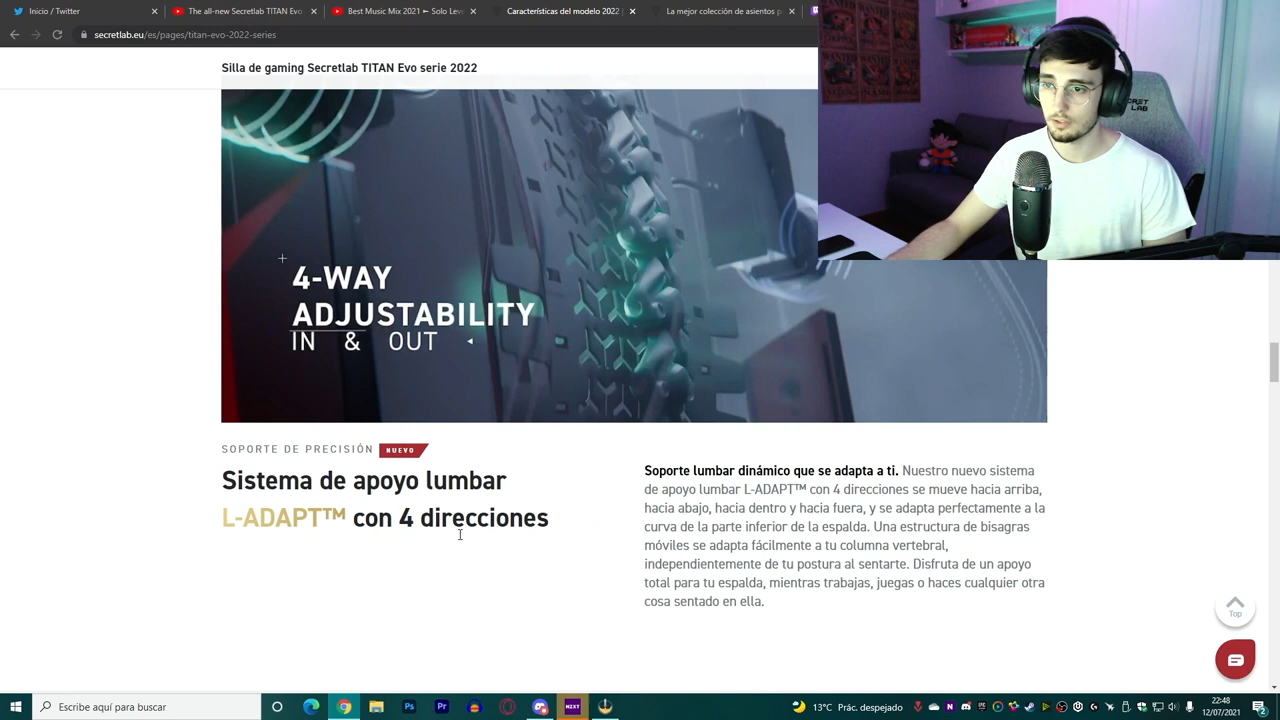 Inicio / Twitter
The all-new Secretlab Series
Best Music Mix 2021 ⇜ Solo Leve
Características del modelo 2022
La mejor colección de asientos p
secretlab.eu/es/pages/titan-evo-2022-series
Silla de gaming Secretlab TITAN Evo serie 2022
4-WAY
ADJUSTABILITY
IN & OUT
SOPORTE DE PRECISIÓN NUEVO
Sistema de apoyo lumbar
L-ADAPT™ con 4 direcciones
Soporte lumbar dinámico que se adapta a ti. Nuestro nuevo sistema
de apoyo lumbar L-ADAPT™ con 4 direcciones se mueve hacia arriba,
hacia abajo, hacia dentro y hacia fuera, y se adapta perfectamente a la
curva de la parte inferior de la espalda. Una estructura de bisagras
móviles se adapta fácilmente a tu columna vertebral,
independientemente de tu postura al sentarte. Disfruta de un apoyo
total para tu espalda, mientras trabajas, juegas o haces cualquier otra
cosa sentado en ella.
Top
Escribe aquí para buscar
Ps
Pr
NZXT
13°C Prác. despejado
22:48
12/07/2021
2